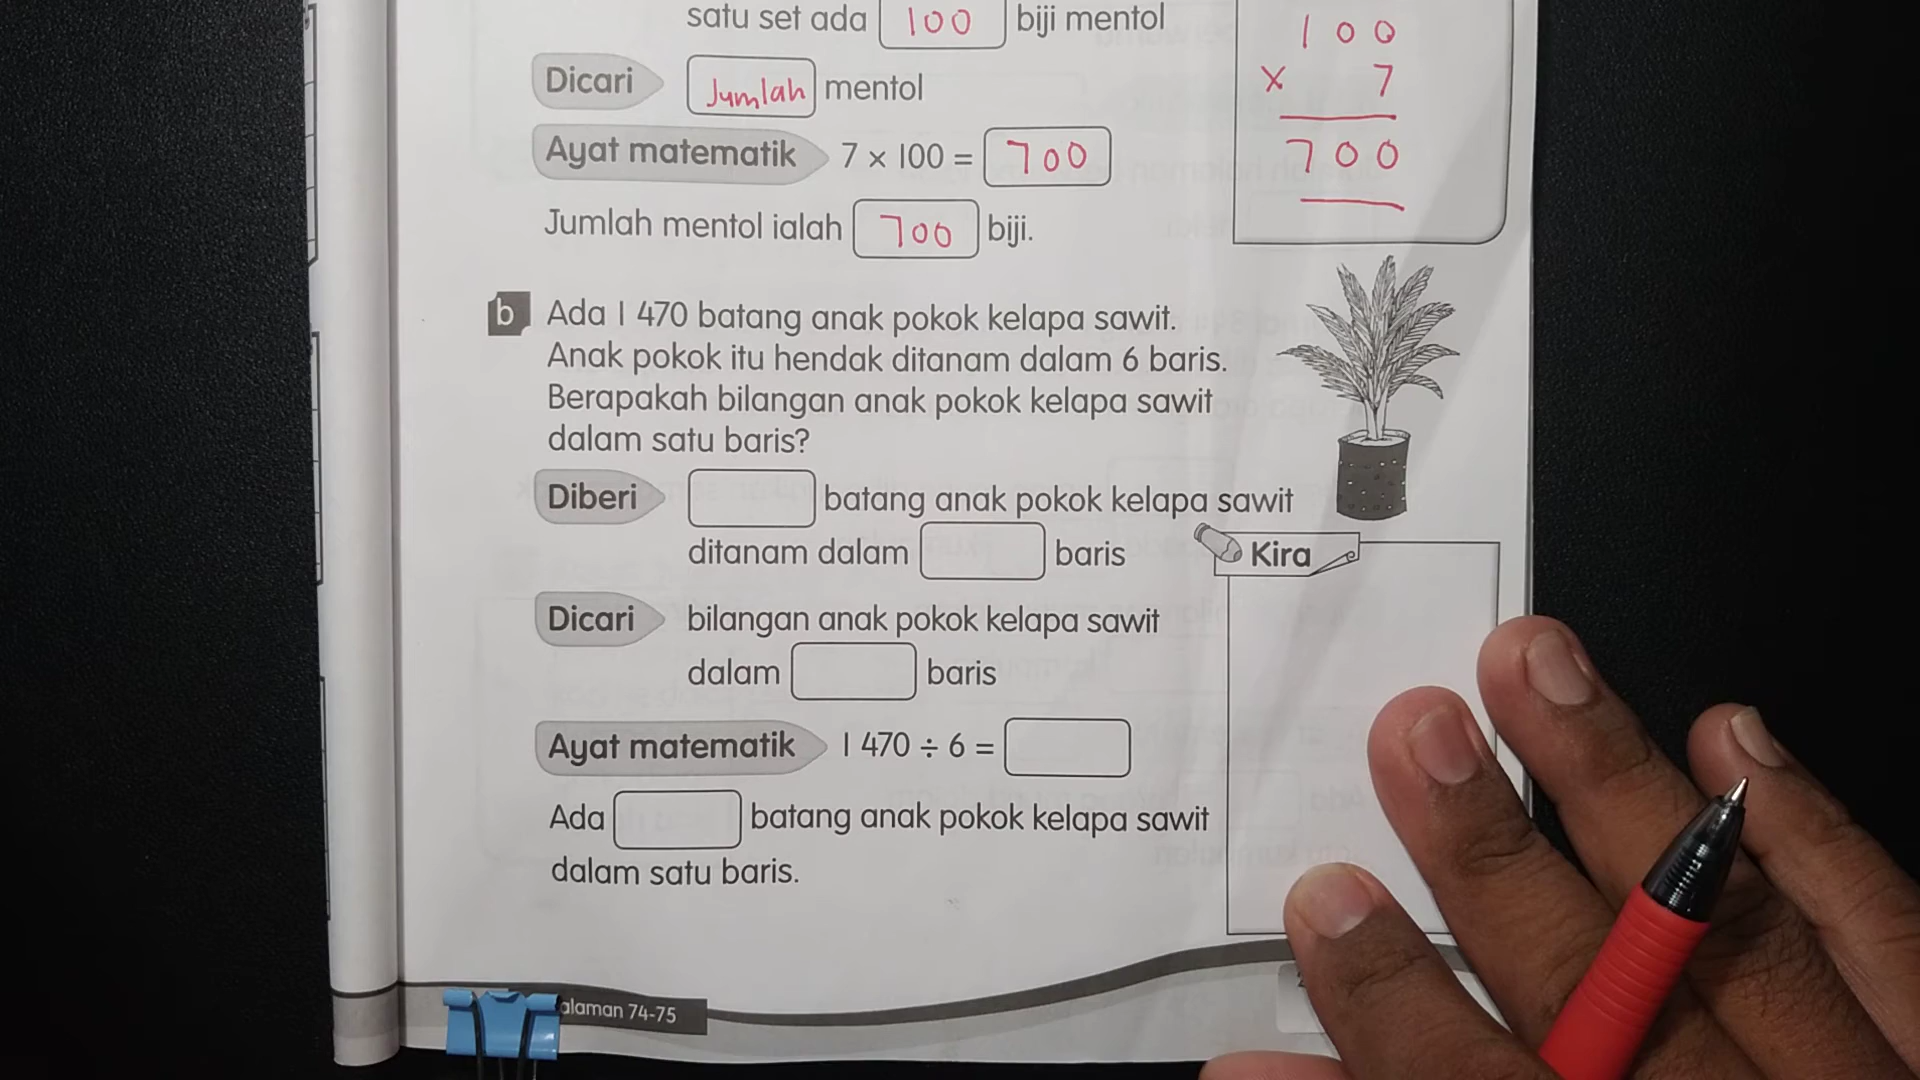 satu set ada 100 biji mentol
Dicari Jumlah mentol
Ayat matematik 7 × 100 = 700
Jumlah mentol ialah 700 biji.
100
× 7
700
b Ada 1 470 batang anak pokok kelapa sawit.
Anak pokok itu hendak ditanam dalam 6 baris.
Berapakah bilangan anak pokok kelapa sawit
dalam satu baris?
Diberi batang anak pokok kelapa sawit
ditanam dalam baris
Dicari bilangan anak pokok kelapa sawit
dalam baris
Ayat matematik 1 470 ÷ 6 =
Ada batang anak pokok kelapa sawit
dalam satu baris.
Kira
alaman 74-75